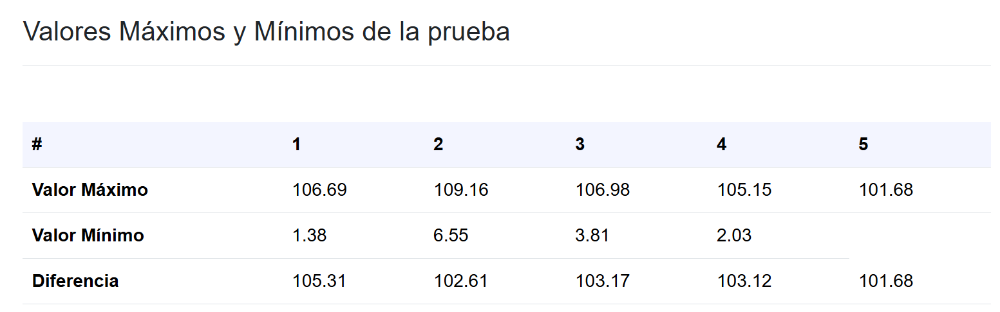 Valores Máximos y Mínimos de la prueba
# 1 2 3 4 5
Valor Máximo 106.69 109.16 106.98 105.15 101.68
Valor Mínimo 1.38 6.55 3.81 2.03
Diferencia 105.31 102.61 103.17 103.12 101.68